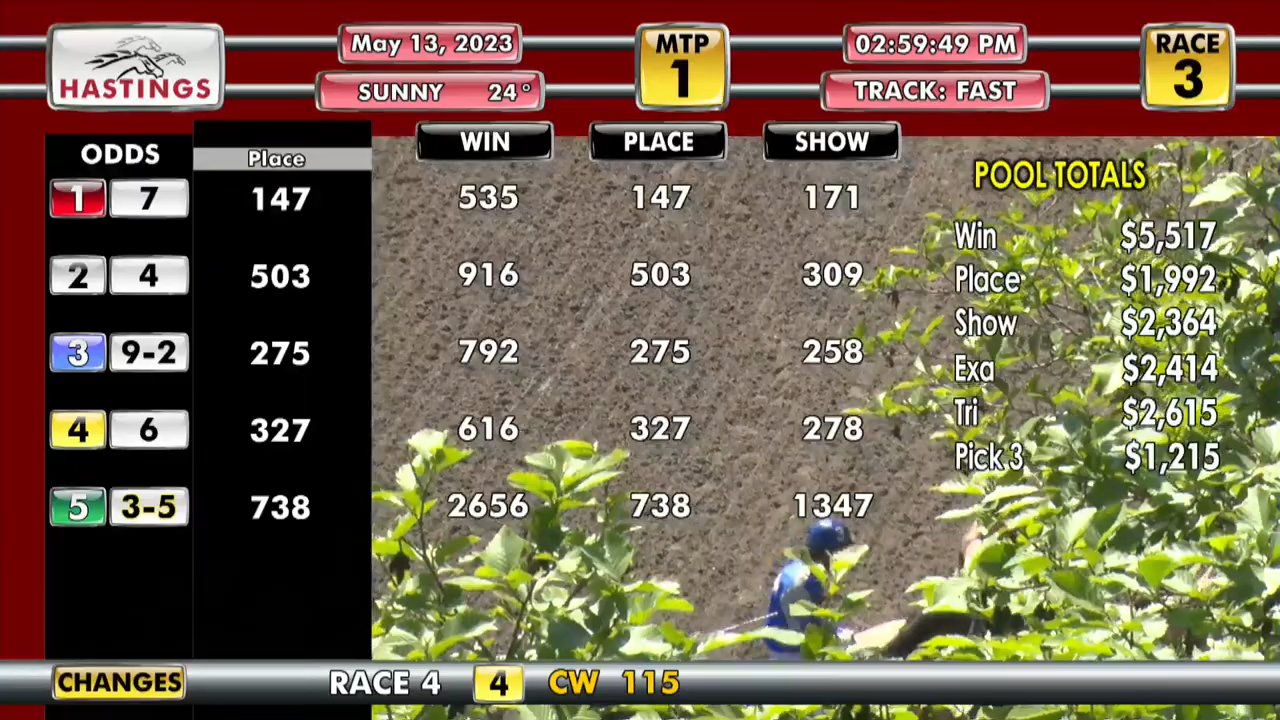 HASTINGS
May 13, 2023
SUNNY 24°
MTP
1
02:59:49 PM
TRACK: FAST
RACE
3
ODDS Place WIN PLACE SHOW
1 7 147 535 147 171
2 4 503 916 503 309
3 9-2 275 792 275 258
4 6 327 616 327 278
5 3-5 738 2656 738 1347
POOL TOTALS
Win $5,517
Place $1,992
Show $2,364
Exa $2,414
Tri $2,615
Pick 3 $1,215
CHANGES RACE 4 4 CW 115